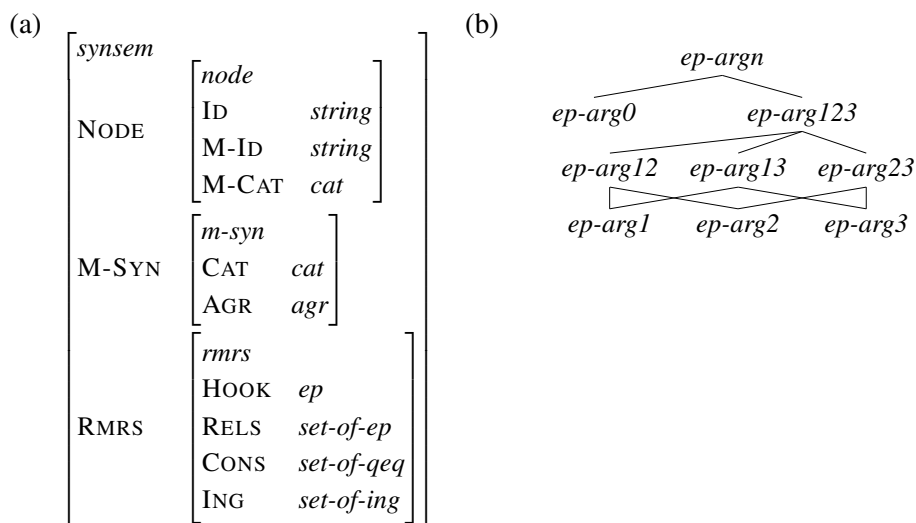 (a)
synsem
NODE
node
ID string
M-ID string
M-CAT cat
M-SYN
m-syn
CAT cat
AGR agr
RMRS
rmrs
HOOK ep
RELS set-of-ep
CONS set-of-qeq
ING set-of-ing
(b)
ep-argn
ep-arg0 ep-arg123
ep-arg12 ep-arg13 ep-arg23
ep-arg1 ep-arg2 ep-arg3